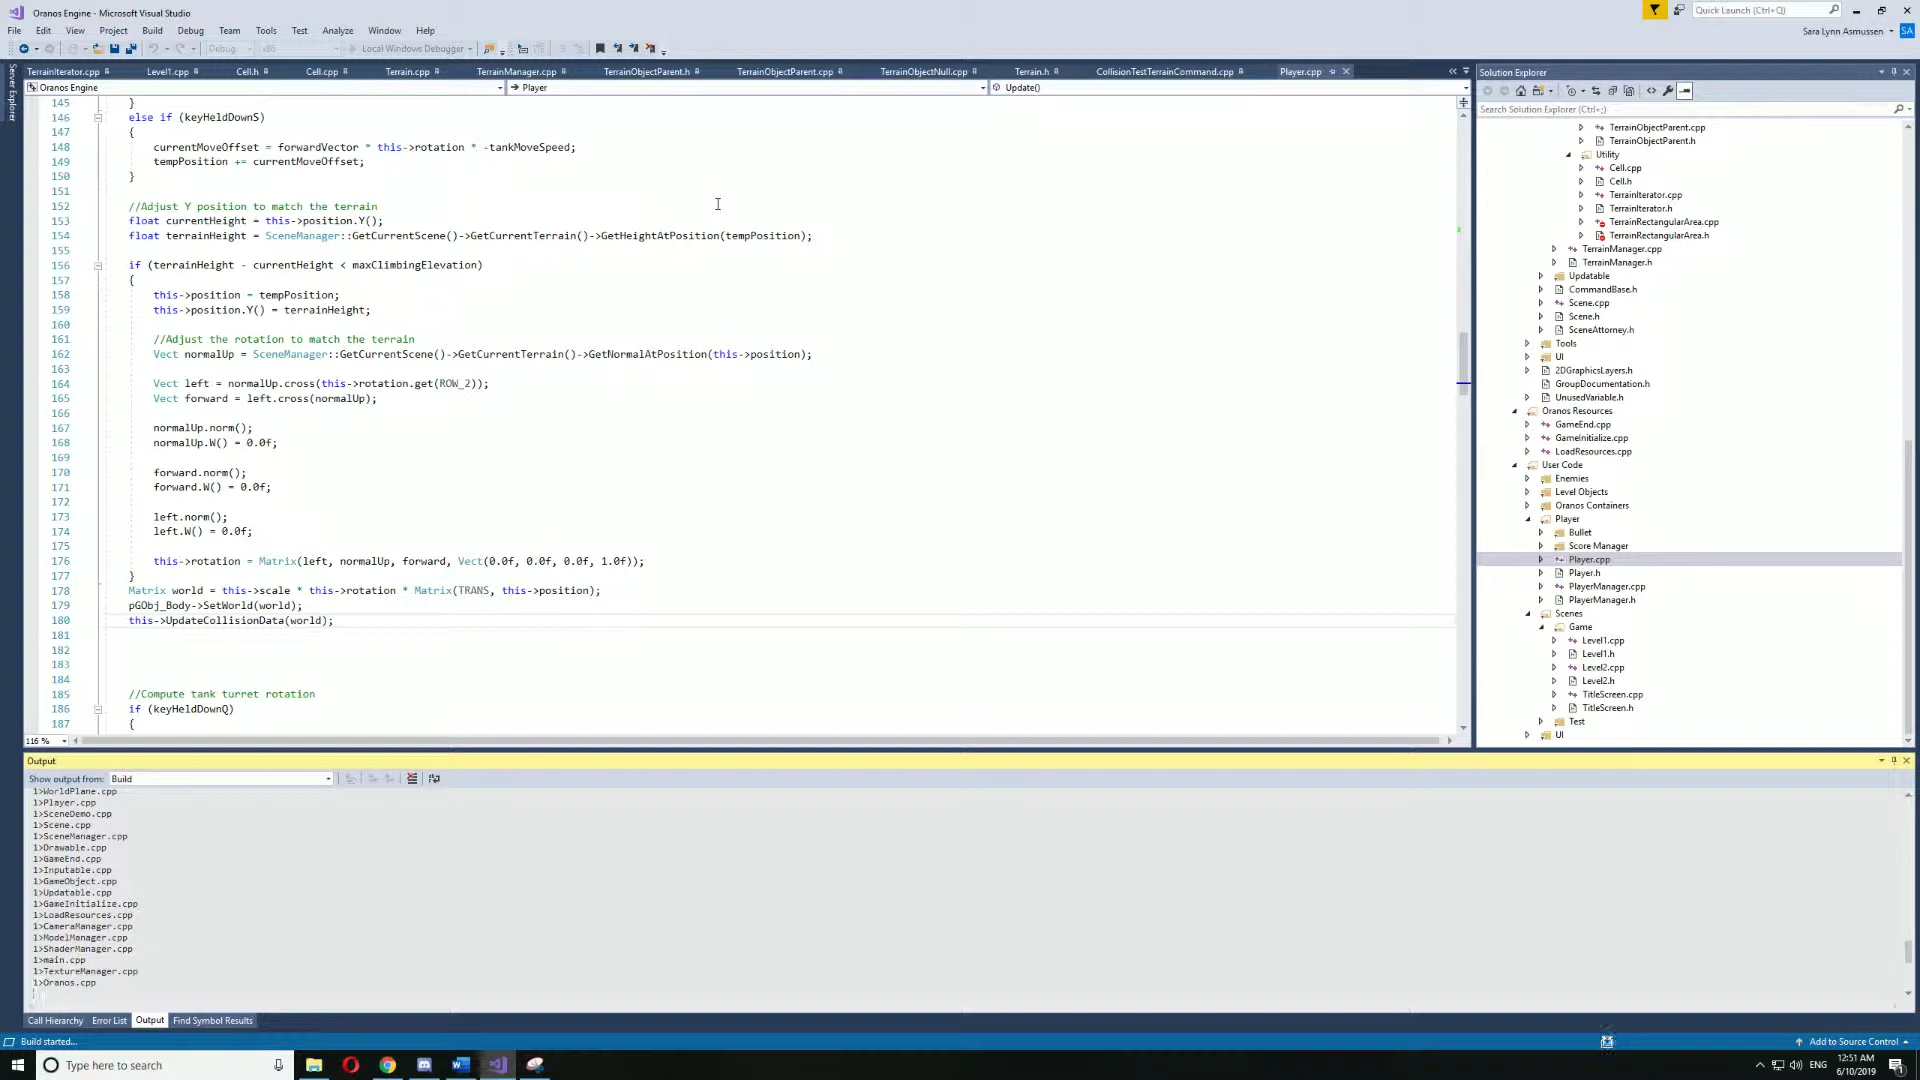 Oranos Engine - Microsoft Visual Studio
Quick Launch (Ctrl+Q)
File Edit View Project Build Debug Team Tools Test Analyze Window Help
Sara Lynn Asmussen SA
Debug x86 Local Windows Debugger
Server Explorer
TerrainIterator.cpp Level1.cpp Cell.h Cell.cpp Terrain.cpp TerrainManager.cpp TerrainObjectParent.h TerrainObjectParent.cpp TerrainObjectNull.cpp Terrain.h CollisionTestTerrainCommand.cpp Player.cpp
Oranos Engine Player Update()
145 }
146 else if (keyHeldDownS)
147 {
148 currentMoveOffset = forwardVector * this->rotation * -tankMoveSpeed;
149 tempPosition += currentMoveOffset;
150 }
151
152 //Adjust Y position to match the terrain
153 float currentHeight = this->position.Y();
154 float terrainHeight = SceneManager::GetCurrentScene()->GetCurrentTerrain()->GetHeightAtPosition(tempPosition);
155
156 if (terrainHeight - currentHeight < maxClimbingElevation)
157 {
158 this->position = tempPosition;
159 this->position.Y() = terrainHeight;
160
161 //Adjust the rotation to match the terrain
162 Vect normalUp = SceneManager::GetCurrentScene()->GetCurrentTerrain()->GetNormalAtPosition(this->position);
163
164 Vect left = normalUp.cross(this->rotation.get(ROW_2));
165 Vect forward = left.cross(normalUp);
166
167 normalUp.norm();
168 normalUp.W() = 0.0f;
169
170 forward.norm();
171 forward.W() = 0.0f;
172
173 left.norm();
174 left.W() = 0.0f;
175
176 this->rotation = Matrix(left, normalUp, forward, Vect(0.0f, 0.0f, 0.0f, 1.0f));
177 }
178 Matrix world = this->scale * this->rotation * Matrix(TRANS, this->position);
179 pGObj_Body->SetWorld(world);
180 this->UpdateCollisionData(world);
181
182
183
184
185 //Compute tank turret rotation
186 if (keyHeldDownQ)
187 {
116 %
Solution Explorer
Search Solution Explorer (Ctrl+;)
TerrainObjectParent.cpp
TerrainObjectParent.h
Utility
Cell.cpp
Cell.h
TerrainIterator.cpp
TerrainIterator.h
TerrainRectangularArea.cpp
TerrainRectangularArea.h
TerrainManager.cpp
TerrainManager.h
Updatable
CommandBase.h
Scene.cpp
Scene.h
SceneAttorney.h
Tools
UI
2DGraphicsLayers.h
GroupDocumentation.h
UnusedVariable.h
Oranos Resources
GameEnd.cpp
GameInitialize.cpp
LoadResources.cpp
User Code
Enemies
Level Objects
Oranos Containers
Player
Bullet
Score Manager
Player.cpp
Player.h
PlayerManager.cpp
PlayerManager.h
Scenes
Game
Level1.cpp
Level1.h
Level2.cpp
Level2.h
TitleScreen.cpp
TitleScreen.h
Test
UI
Output
Show output from: Build
1>WorldPlane.cpp
1>Player.cpp
1>SceneDemo.cpp
1>Scene.cpp
1>SceneManager.cpp
1>Drawable.cpp
1>GameEnd.cpp
1>Inputable.cpp
1>GameObject.cpp
1>Updatable.cpp
1>GameInitialize.cpp
1>LoadResources.cpp
1>CameraManager.cpp
1>ModelManager.cpp
1>ShaderManager.cpp
1>main.cpp
1>TextureManager.cpp
1>Oranos.cpp
Call Hierarchy Error List Output Find Symbol Results
Build started... Add to Source Control
Type here to search
ENG
12:51 AM
6/10/2019